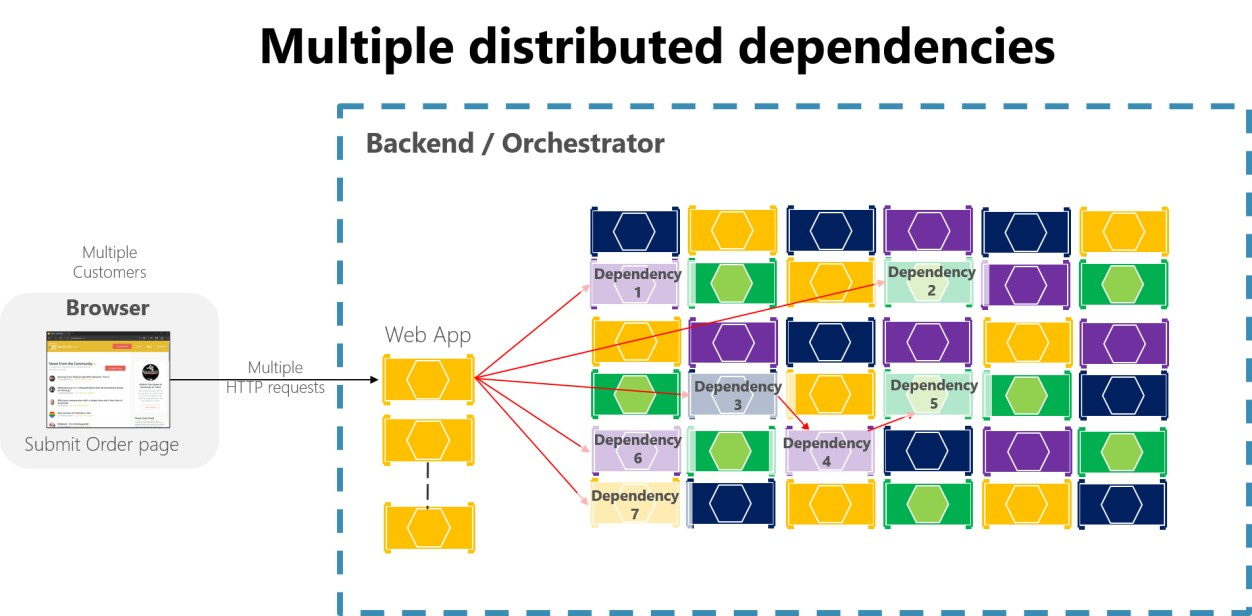 Multiple distributed dependencies
Backend / Orchestrator
Multiple
Customers
Browser
Submit Order page
Multiple
HTTP requests
Web App
Dependency
1
Dependency
2
Dependency
3
Dependency
5
Dependency
6
Dependency
4
Dependency
7